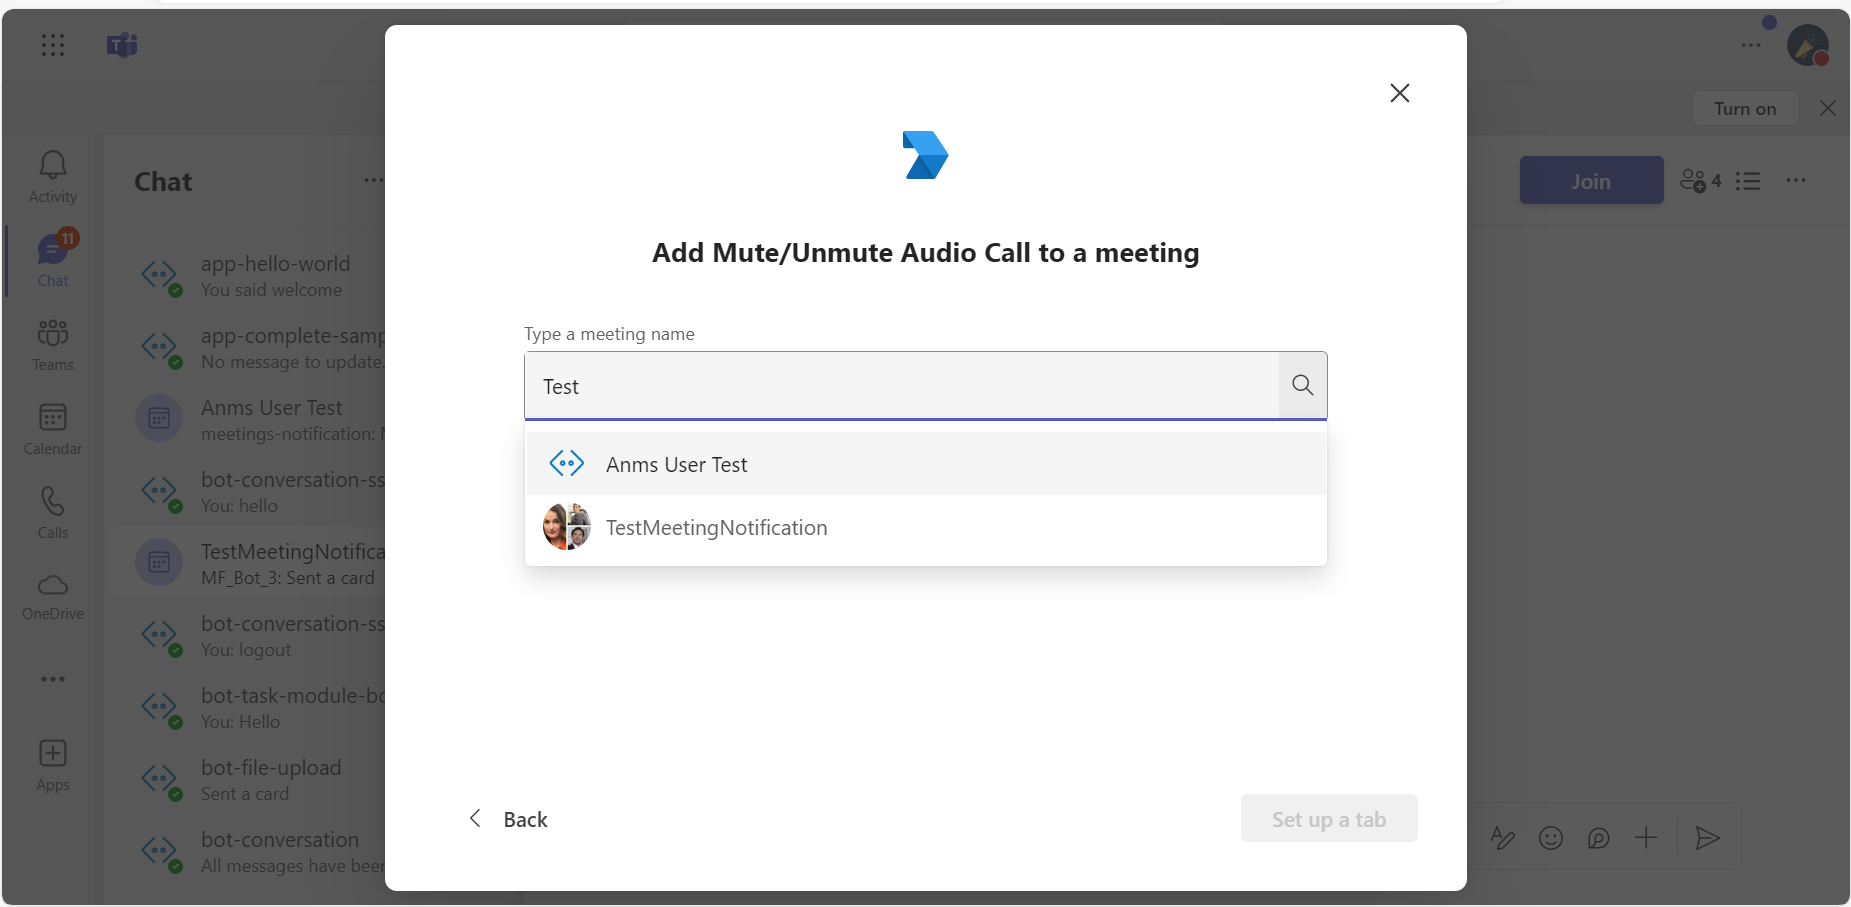 Turn on
Activity
Chat
Join
4
11
Chat
app-hello-world
You said welcome
Add Mute/Unmute Audio Call to a meeting
Teams
app-complete-samp
No message to update.
Type a meeting name
Test
Calendar
Anms User Test
meetings-notification:
Anms User Test
Calls
bot-conversation-ss
You: hello
TestMeetingNotification
OneDrive
TestMeetingNotifica
MF_Bot_3: Sent a card
bot-conversation-ss
You: logout
bot-task-module-bo
You: Hello
Apps
bot-file-upload
Sent a card
bot-conversation
All messages have been
Back
Set up a tab